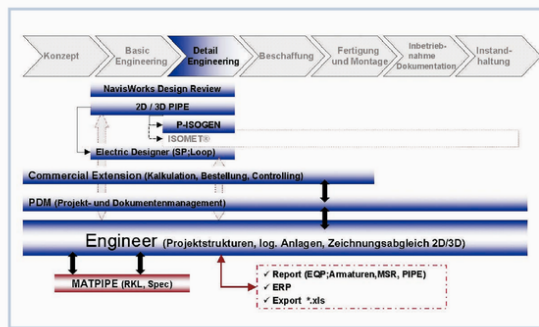 Konzept
Basic
Engineering
Detail
Engineering
Beschaffung
Fertigung
und Montage
Inbetrieb-
nahme
Dokumentation
Instand-
haltung
NavisWorks Design Review
2D / 3D PIPE
P-ISOGEN
ISOMET®
Electric Designer (SP;Loop)
Commercial Extension (Kalkulation, Bestellung, Controlling)
PDM (Projekt- und Dokumentenmanagement)
Engineer (Projektstrukturen, log. Anlagen, Zeichnungsabgleich 2D/3D)
MATPIPE (RKL, Spec)
✓ Report (EQP;Armaturen,MSR, PIPE)
✓ ERP
✓ Export *.xls